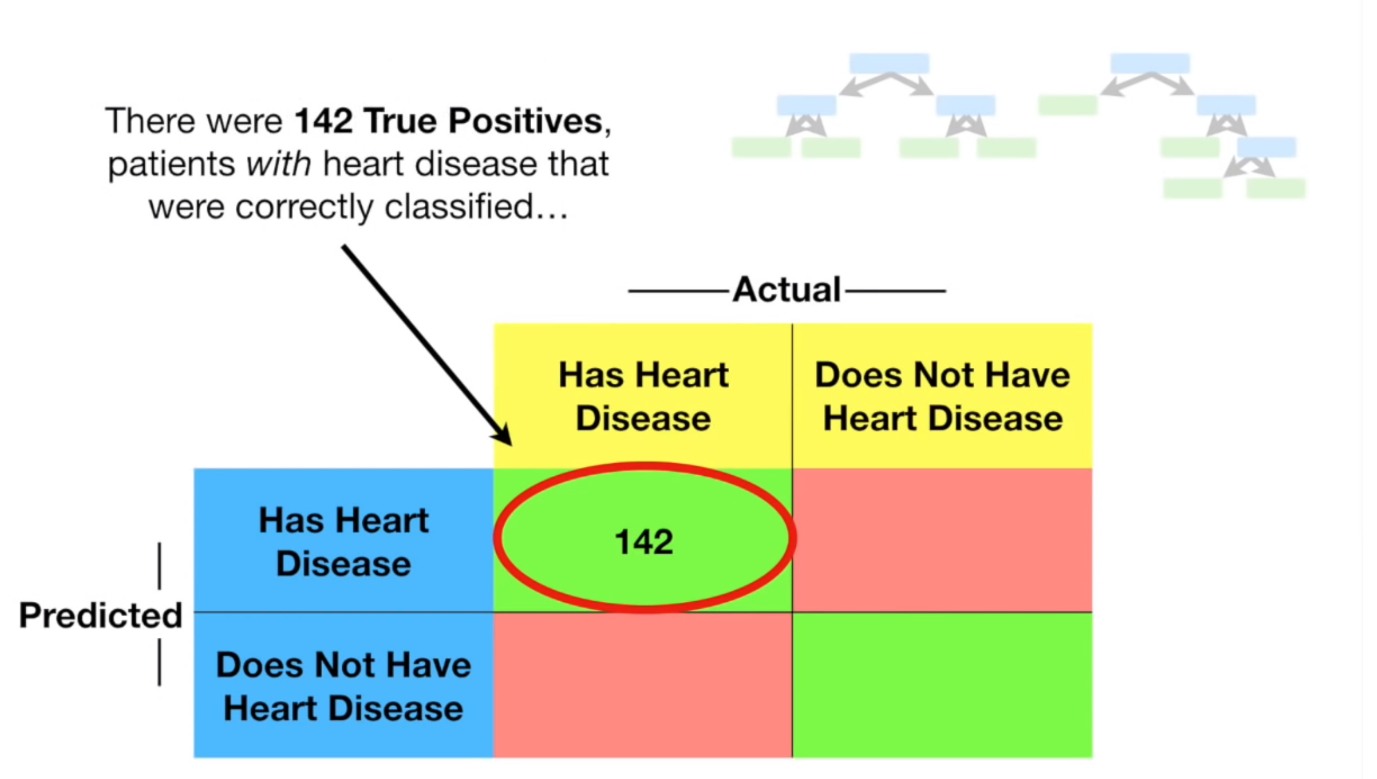 There were 142 True Positives,
patients with heart disease that
were correctly classified…
Actual
Has Heart
Disease
Does Not Have
Heart Disease
Has Heart
Disease
142
Predicted
Does Not Have
Heart Disease